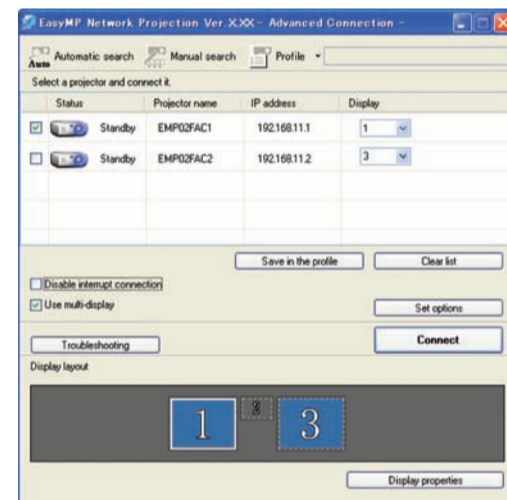 EasyMP Network Projection Ver.X.XX - Advanced Connection -
Auto Automatic search Manual search Profile
Select a projector and connect it.
Status Projector name IP address Display
Standby EMP02FAC1 192.168.11.1 1
Standby EMP02FAC2 192.168.11.2 3
Save in the profile Clear list
Disable interrupt connection
Use multi-display Set options
Troubleshooting Connect
Display layout
1 2 3
Display properties